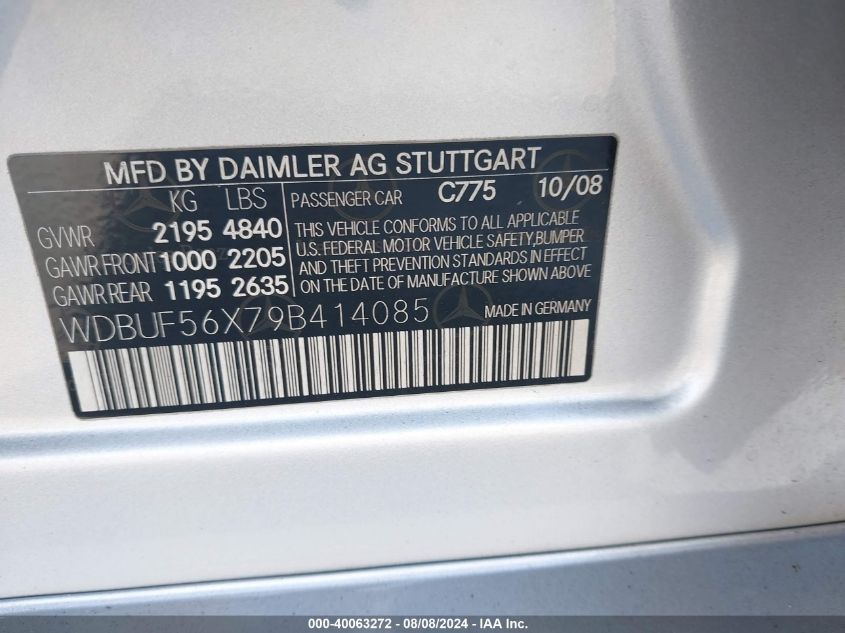 MFD BY DAIMLER AG STUTTGART
KG LBS PASSENGER CAR C775 10/08
GVWR 2195 4840
GAWR FRONT 1000 2205
GAWR REAR 1195 2635
THIS VEHICLE CONFORMS TO ALL APPLICABLE
U.S. FEDERAL MOTOR VEHICLE SAFETY, BUMPER
AND THEFT PREVENTION STANDARDS IN EFFECT
ON THE DATE OF MANUFACTURE SHOWN ABOVE
WDBUF56X79B414085 MADE IN GERMANY
000-40063272 - 08/08/2024 - IAA Inc.